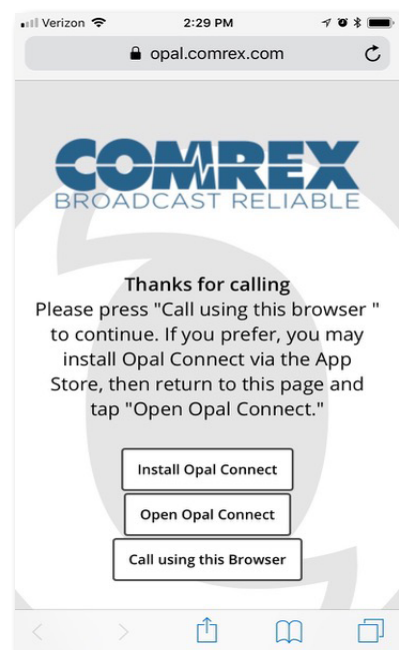 Verizon 2:29 PM
opal.comrex.com
COMREX
BROADCAST RELIABLE
Thanks for calling
Please press "Call using this browser "
to continue. If you prefer, you may
install Opal Connect via the App
Store, then return to this page and
tap "Open Opal Connect."
Install Opal Connect
Open Opal Connect
Call using this Browser